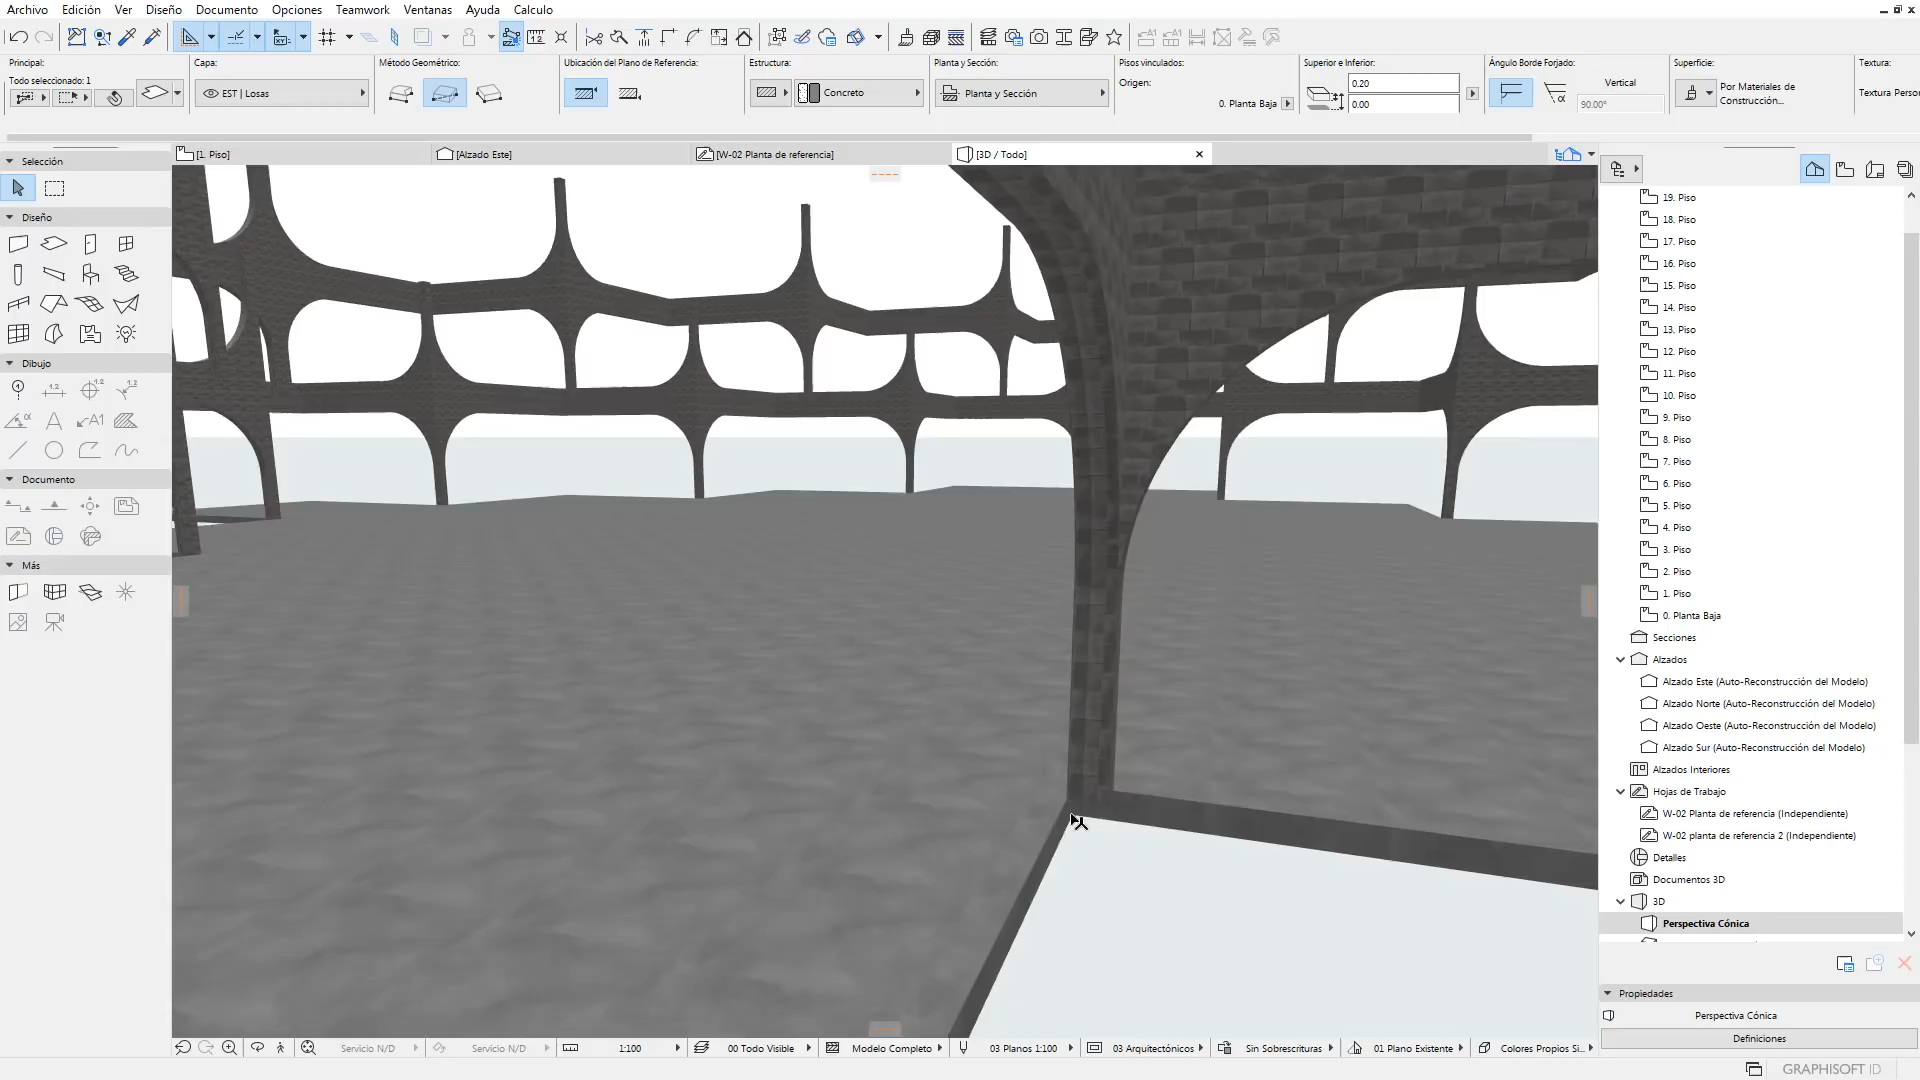 Archivo Edición Ver Diseño Documento Opciones Teamwork Ventanas Ayuda Calculo
Principal:
Todo seleccionado: 1
Capa:
EST | Losas
Método Geométrico:
Ubicación del Plano de Referencia:
Estructura:
Concreto
Planta y Sección:
Planta y Sección
Pisos vinculados:
Origen:
0. Planta Baja
Superior e Inferior:
0.20
0.00
Ángulo Borde Forjado:
Vertical
90.00°
Superficie:
Por Materiales de
Construcción...
Textura:
Textura Perso
[1. Piso] [Alzado Este] [W-02 Planta de referencia] [3D / Todo]
Selección
Diseño
Dibujo
Documento
Más
19. Piso
18. Piso
17. Piso
16. Piso
15. Piso
14. Piso
13. Piso
12. Piso
11. Piso
10. Piso
9. Piso
8. Piso
7. Piso
6. Piso
5. Piso
4. Piso
3. Piso
2. Piso
1. Piso
0. Planta Baja
Secciones
Alzados
Alzado Este (Auto-Reconstrucción del Modelo)
Alzado Norte (Auto-Reconstrucción del Modelo)
Alzado Oeste (Auto-Reconstrucción del Modelo)
Alzado Sur (Auto-Reconstrucción del Modelo)
Alzados Interiores
Hojas de Trabajo
W-02 Planta de referencia (Independiente)
W-02 planta de referencia 2 (Independiente)
Detalles
Documentos 3D
3D
Perspectiva Cónica
Propiedades
Perspectiva Cónica
Definiciones
Servicio N/D Servicio N/D 1:100 00 Todo Visible Modelo Completo 03 Planos 1:100 03 Arquitectónicos Sin Sobrescrituras 01 Plano Existente Colores Propios Si...
GRAPHISOFT ID